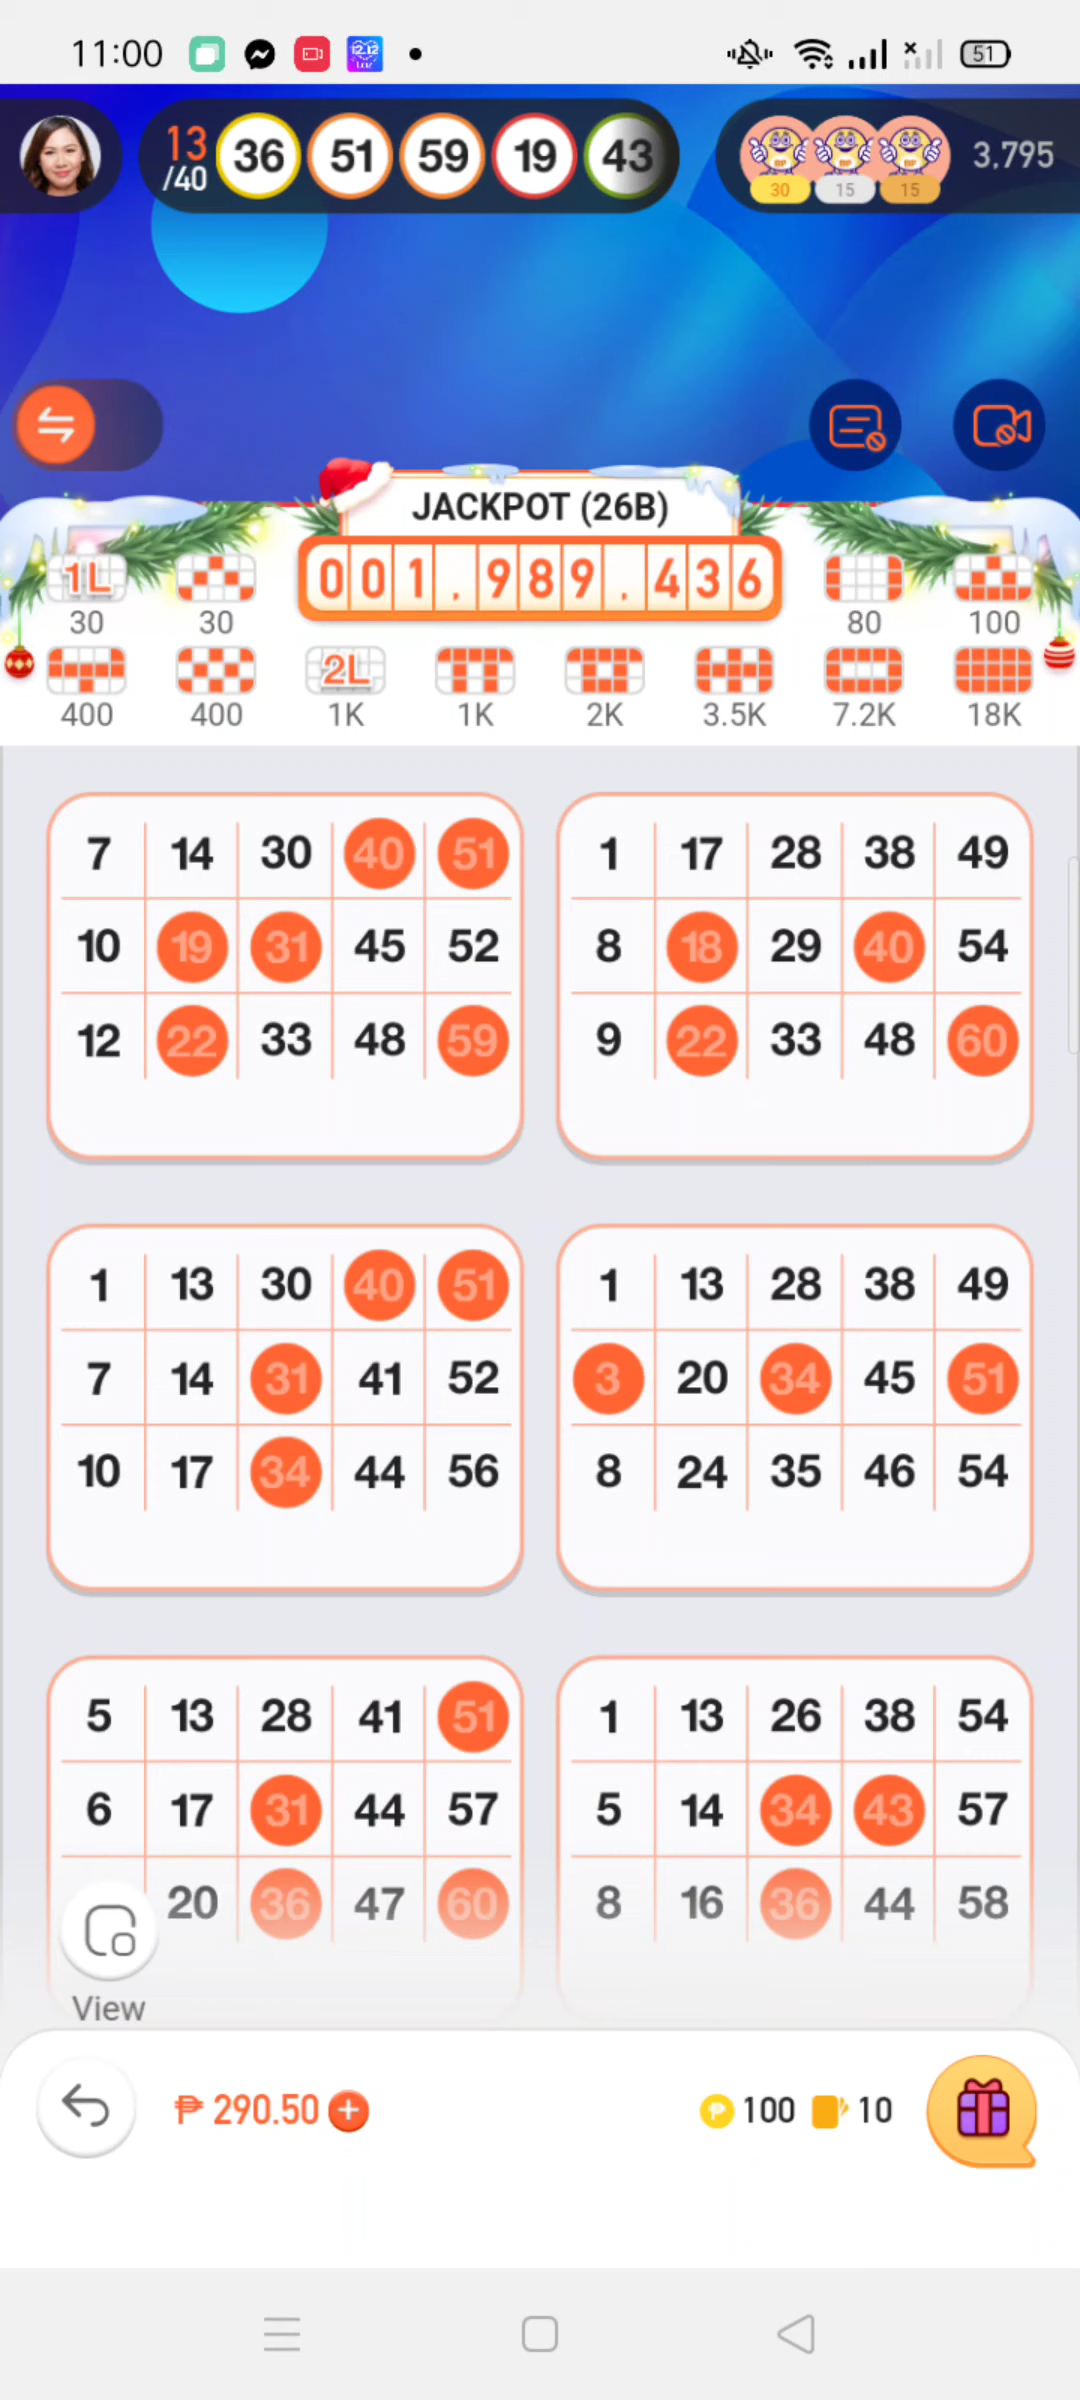 11:00 12.12 51
13 /40 36 51 59 19 43 30 15 15 3,795
JACKPOT (26B)
001.989.436
1L
30 30 80 100
2L
400 400 1K 1K 2K 3.5K 7.2K 18K
7 14 30 40 51
10 19 31 45 52
12 22 33 48 59
1 17 28 38 49
8 18 29 40 54
9 22 33 48 60
1 13 30 40 51
7 14 31 41 52
10 17 34 44 56
1 13 28 38 49
3 20 34 45 51
8 24 35 46 54
5 13 28 41 51
6 17 31 44 57
20 36 47 60
1 13 26 38 54
5 14 34 43 57
8 16 36 44 58
View
₱ 290.50 + P 100 10